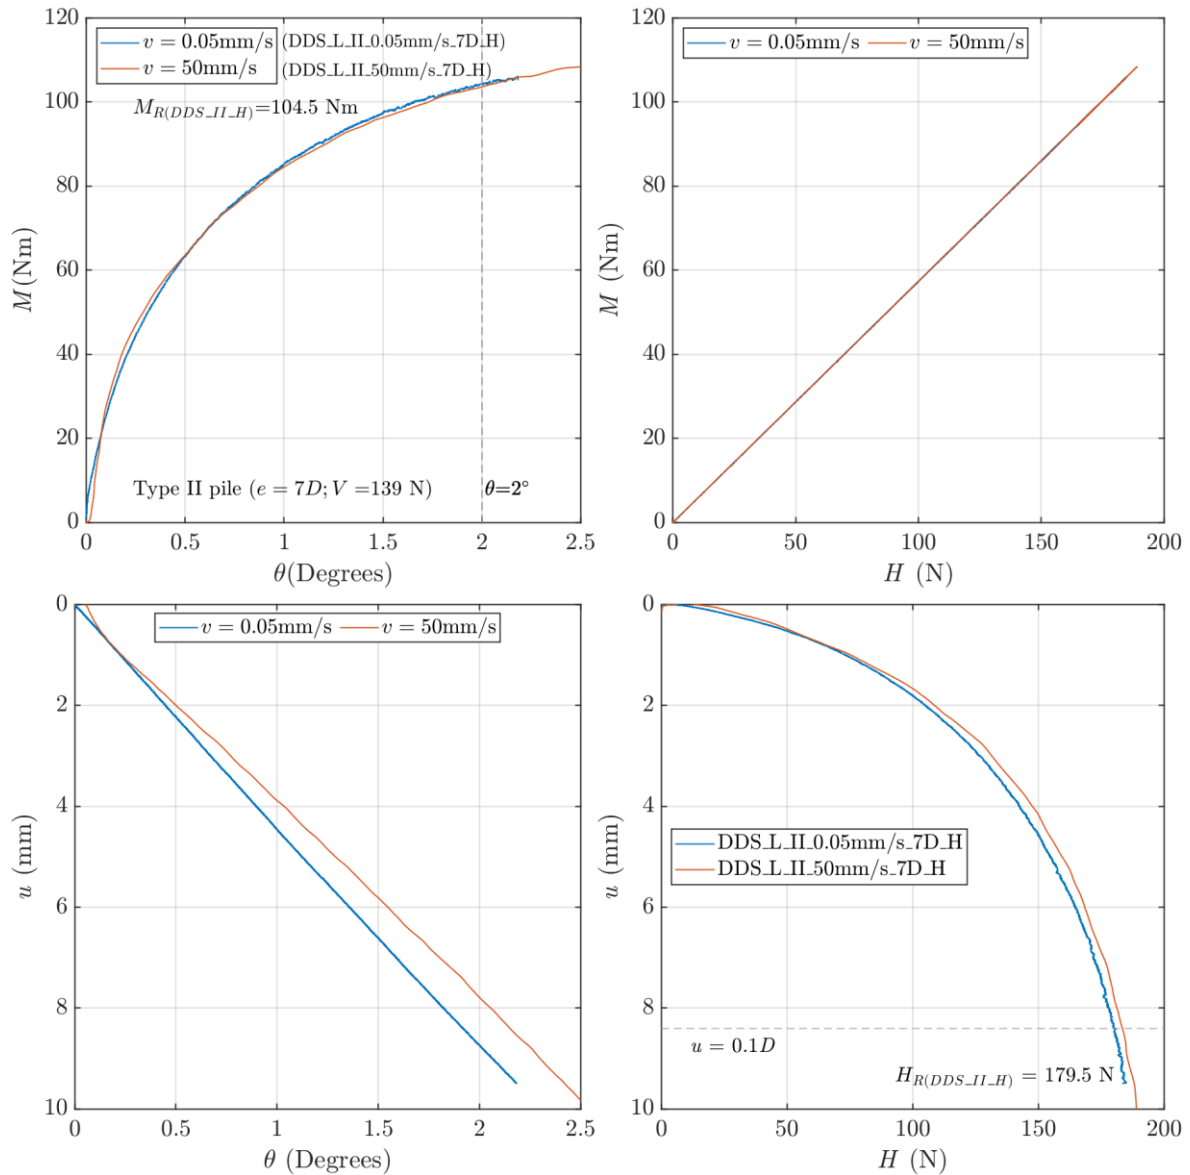 120
100
80
60
40
20
0
M(Nm)
v = 0.05mm/s (DDS_L_II_0.05mm/s_7D_H)
v = 50mm/s (DDS_L_II_50mm/s_7D_H)
M_R(DDS_II_H)=104.5 Nm
Type II pile (e = 7D; V =139 N)
θ=2°
0 0.5 1 1.5 2 2.5
θ(Degrees)
120
100
80
60
40
20
0
M (Nm)
v = 0.05mm/s v = 50mm/s
0 50 100 150 200
H (N)
0
2
4
6
8
10
u (mm)
v = 0.05mm/s v = 50mm/s
0 0.5 1 1.5 2 2.5
θ (Degrees)
0
2
4
6
8
10
u (mm)
DDS_L_II_0.05mm/s_7D_H
DDS_L_II_50mm/s_7D_H
u = 0.1D
H_R(DDS_II_H) = 179.5 N
0 50 100 150 200
H (N)